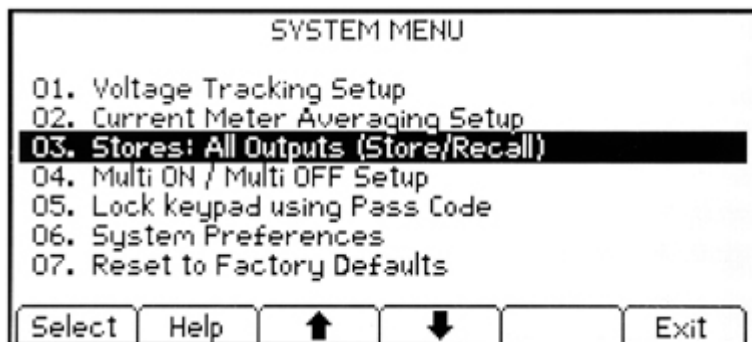 SYSTEM MENU
01. Voltage Tracking Setup
02. Current Meter Averaging Setup
03. Stores: All Outputs (Store/Recall)
04. Multi ON / Multi OFF Setup
05. Lock keypad using Pass Code
06. System Preferences
07. Reset to Factory Defaults
Select Help ↑ ↓ Exit